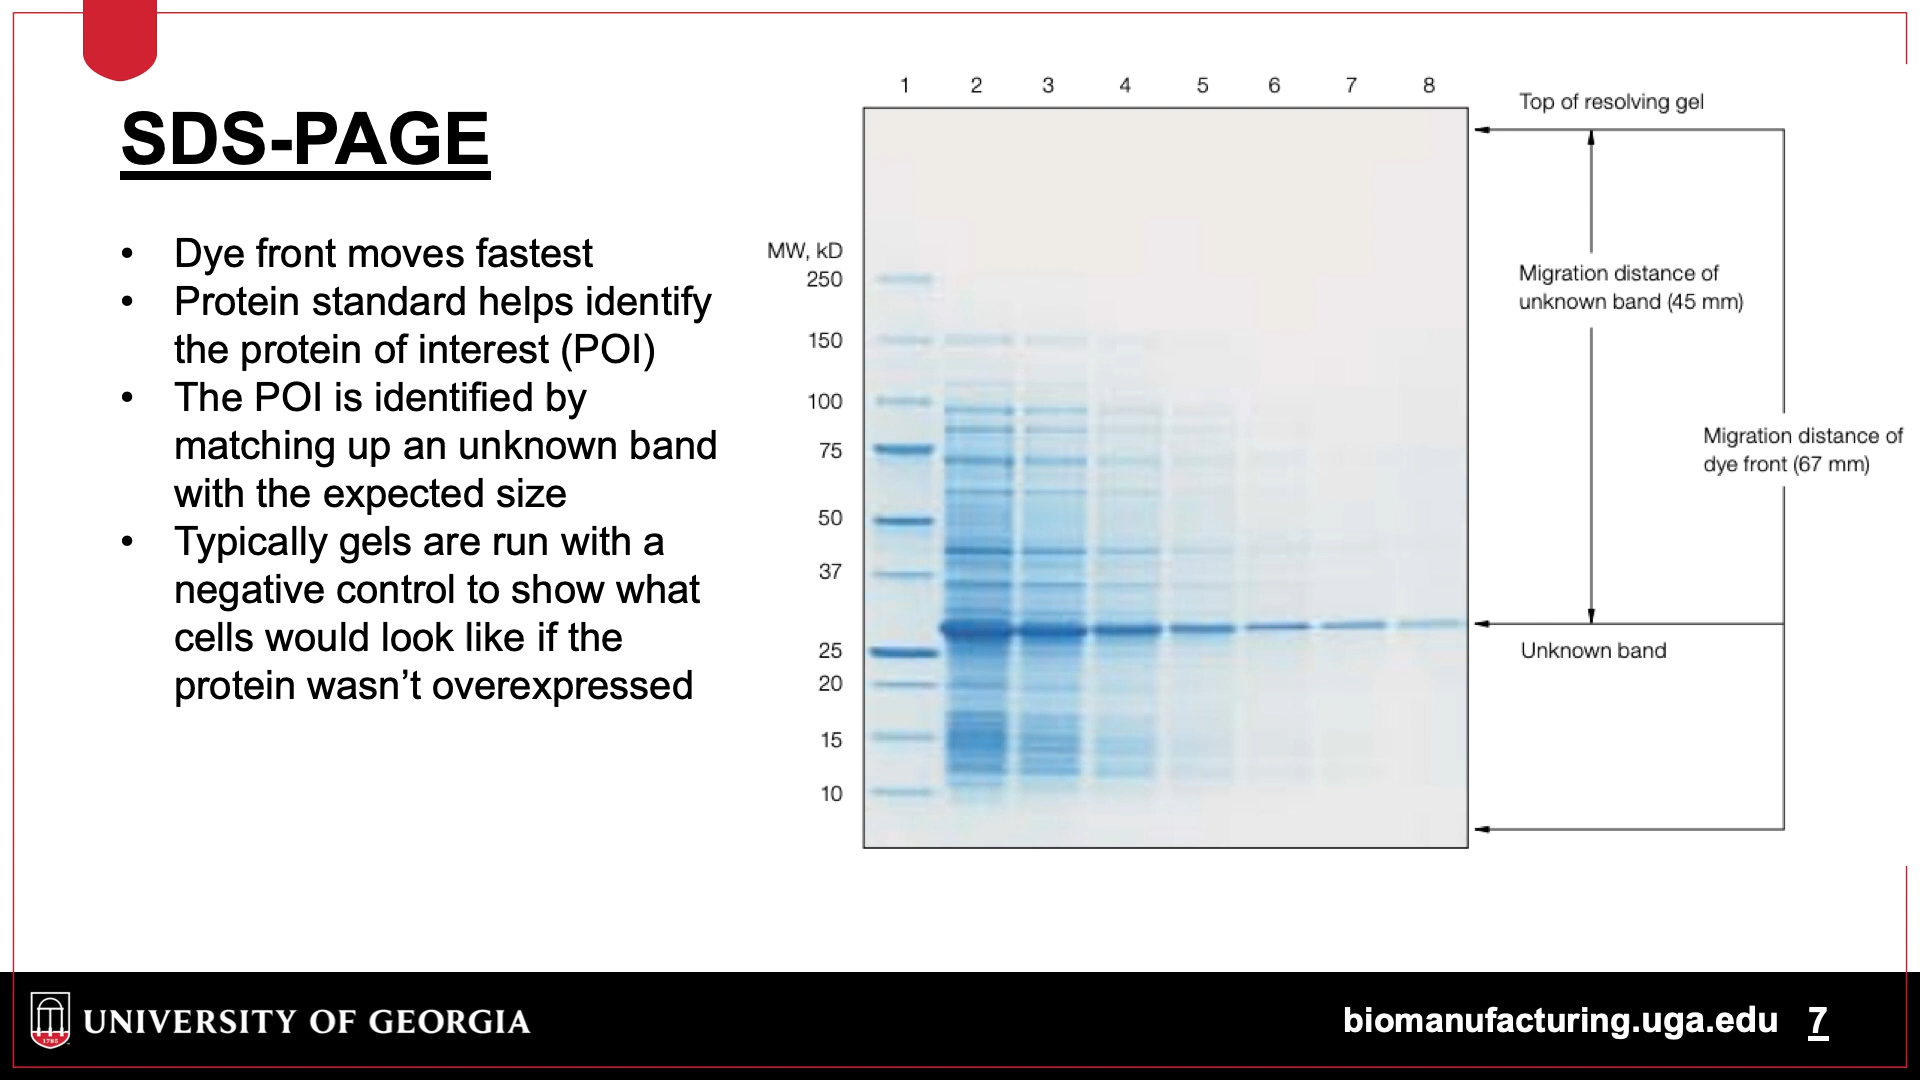 SDS-PAGE
• Dye front moves fastest
• Protein standard helps identify
the protein of interest (POI)
• The POI is identified by
matching up an unknown band
with the expected size
• Typically gels are run with a
negative control to show what
cells would look like if the
protein wasn’t overexpressed
1 2 3 4 5 6 7 8
MW, kD
250
150
100
75
50
37
25
20
15
10
Top of resolving gel
Migration distance of
unknown band (45 mm)
Migration distance of
dye front (67 mm)
Unknown band
1785
UNIVERSITY OF GEORGIA
biomanufacturing.uga.edu 7